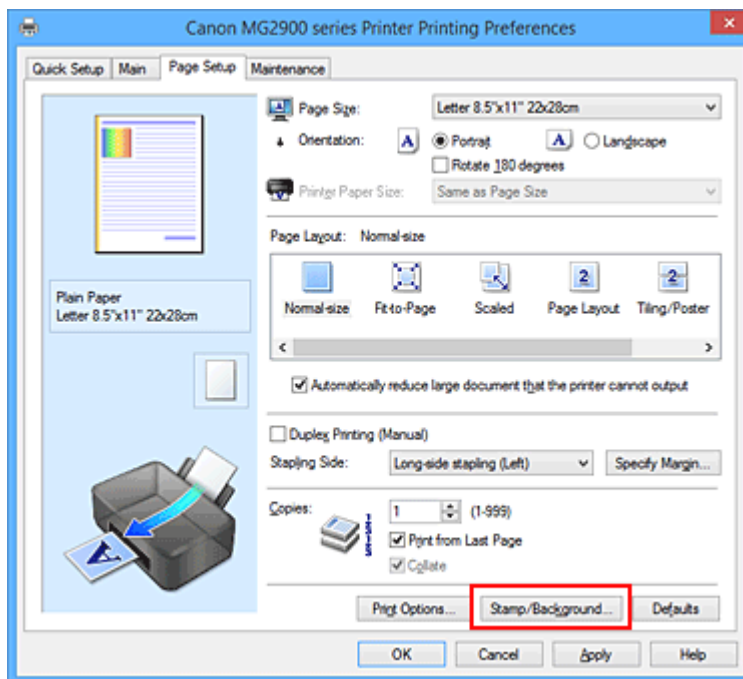 Canon MG2900 series Printer Printing Preferences
Quick Setup Main Page Setup Maintenance
Page Size: Letter 8.5"x11" 22x28cm
Orientation: A Portrait A Landscape
Rotate 180 degrees
Printer Paper Size: Same as Page Size
Page Layout: Normal-size
2 2
Normal-size Fit-to-Page Scaled Page Layout Tiling/Poster
Plain Paper
Letter 8.5"x11" 22x28cm
Automatically reduce large document that the printer cannot output
Duplex Printing (Manual)
Stapling Side: Long-side stapling (Left) Specify Margin...
Copies: 1 (1-999)
Print from Last Page
Collate
A
Print Options... Stamp/Background... Defaults
OK Cancel Apply Help